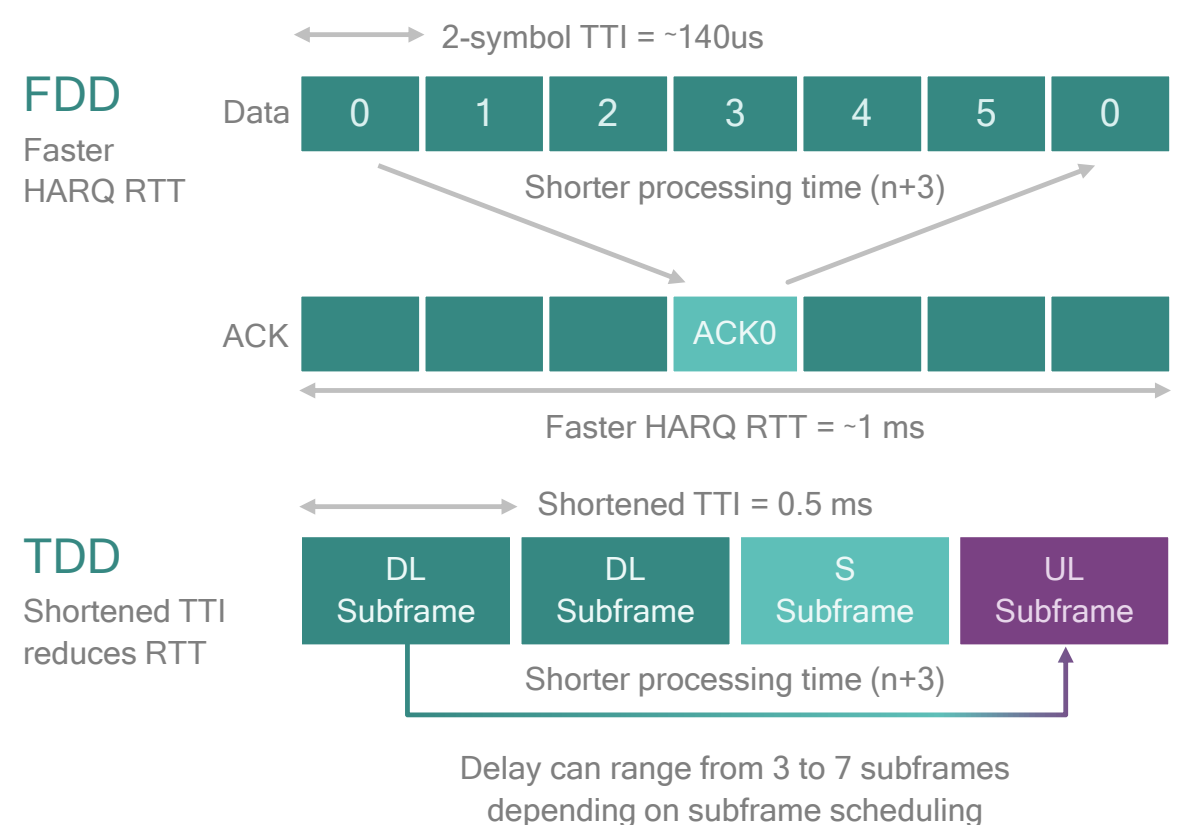 2-symbol TTI = ~140us
FDD
Faster
HARQ RTT
Data
0
1
2
3
4
5
0
Shorter processing time (n+3)
ACK
ACK0
Faster HARQ RTT = ~1 ms
Shortened TTI = 0.5 ms
TDD
Shortened TTI
reduces RTT
DL
Subframe
DL
Subframe
S
Subframe
UL
Subframe
Shorter processing time (n+3)
Delay can range from 3 to 7 subframes
depending on subframe scheduling